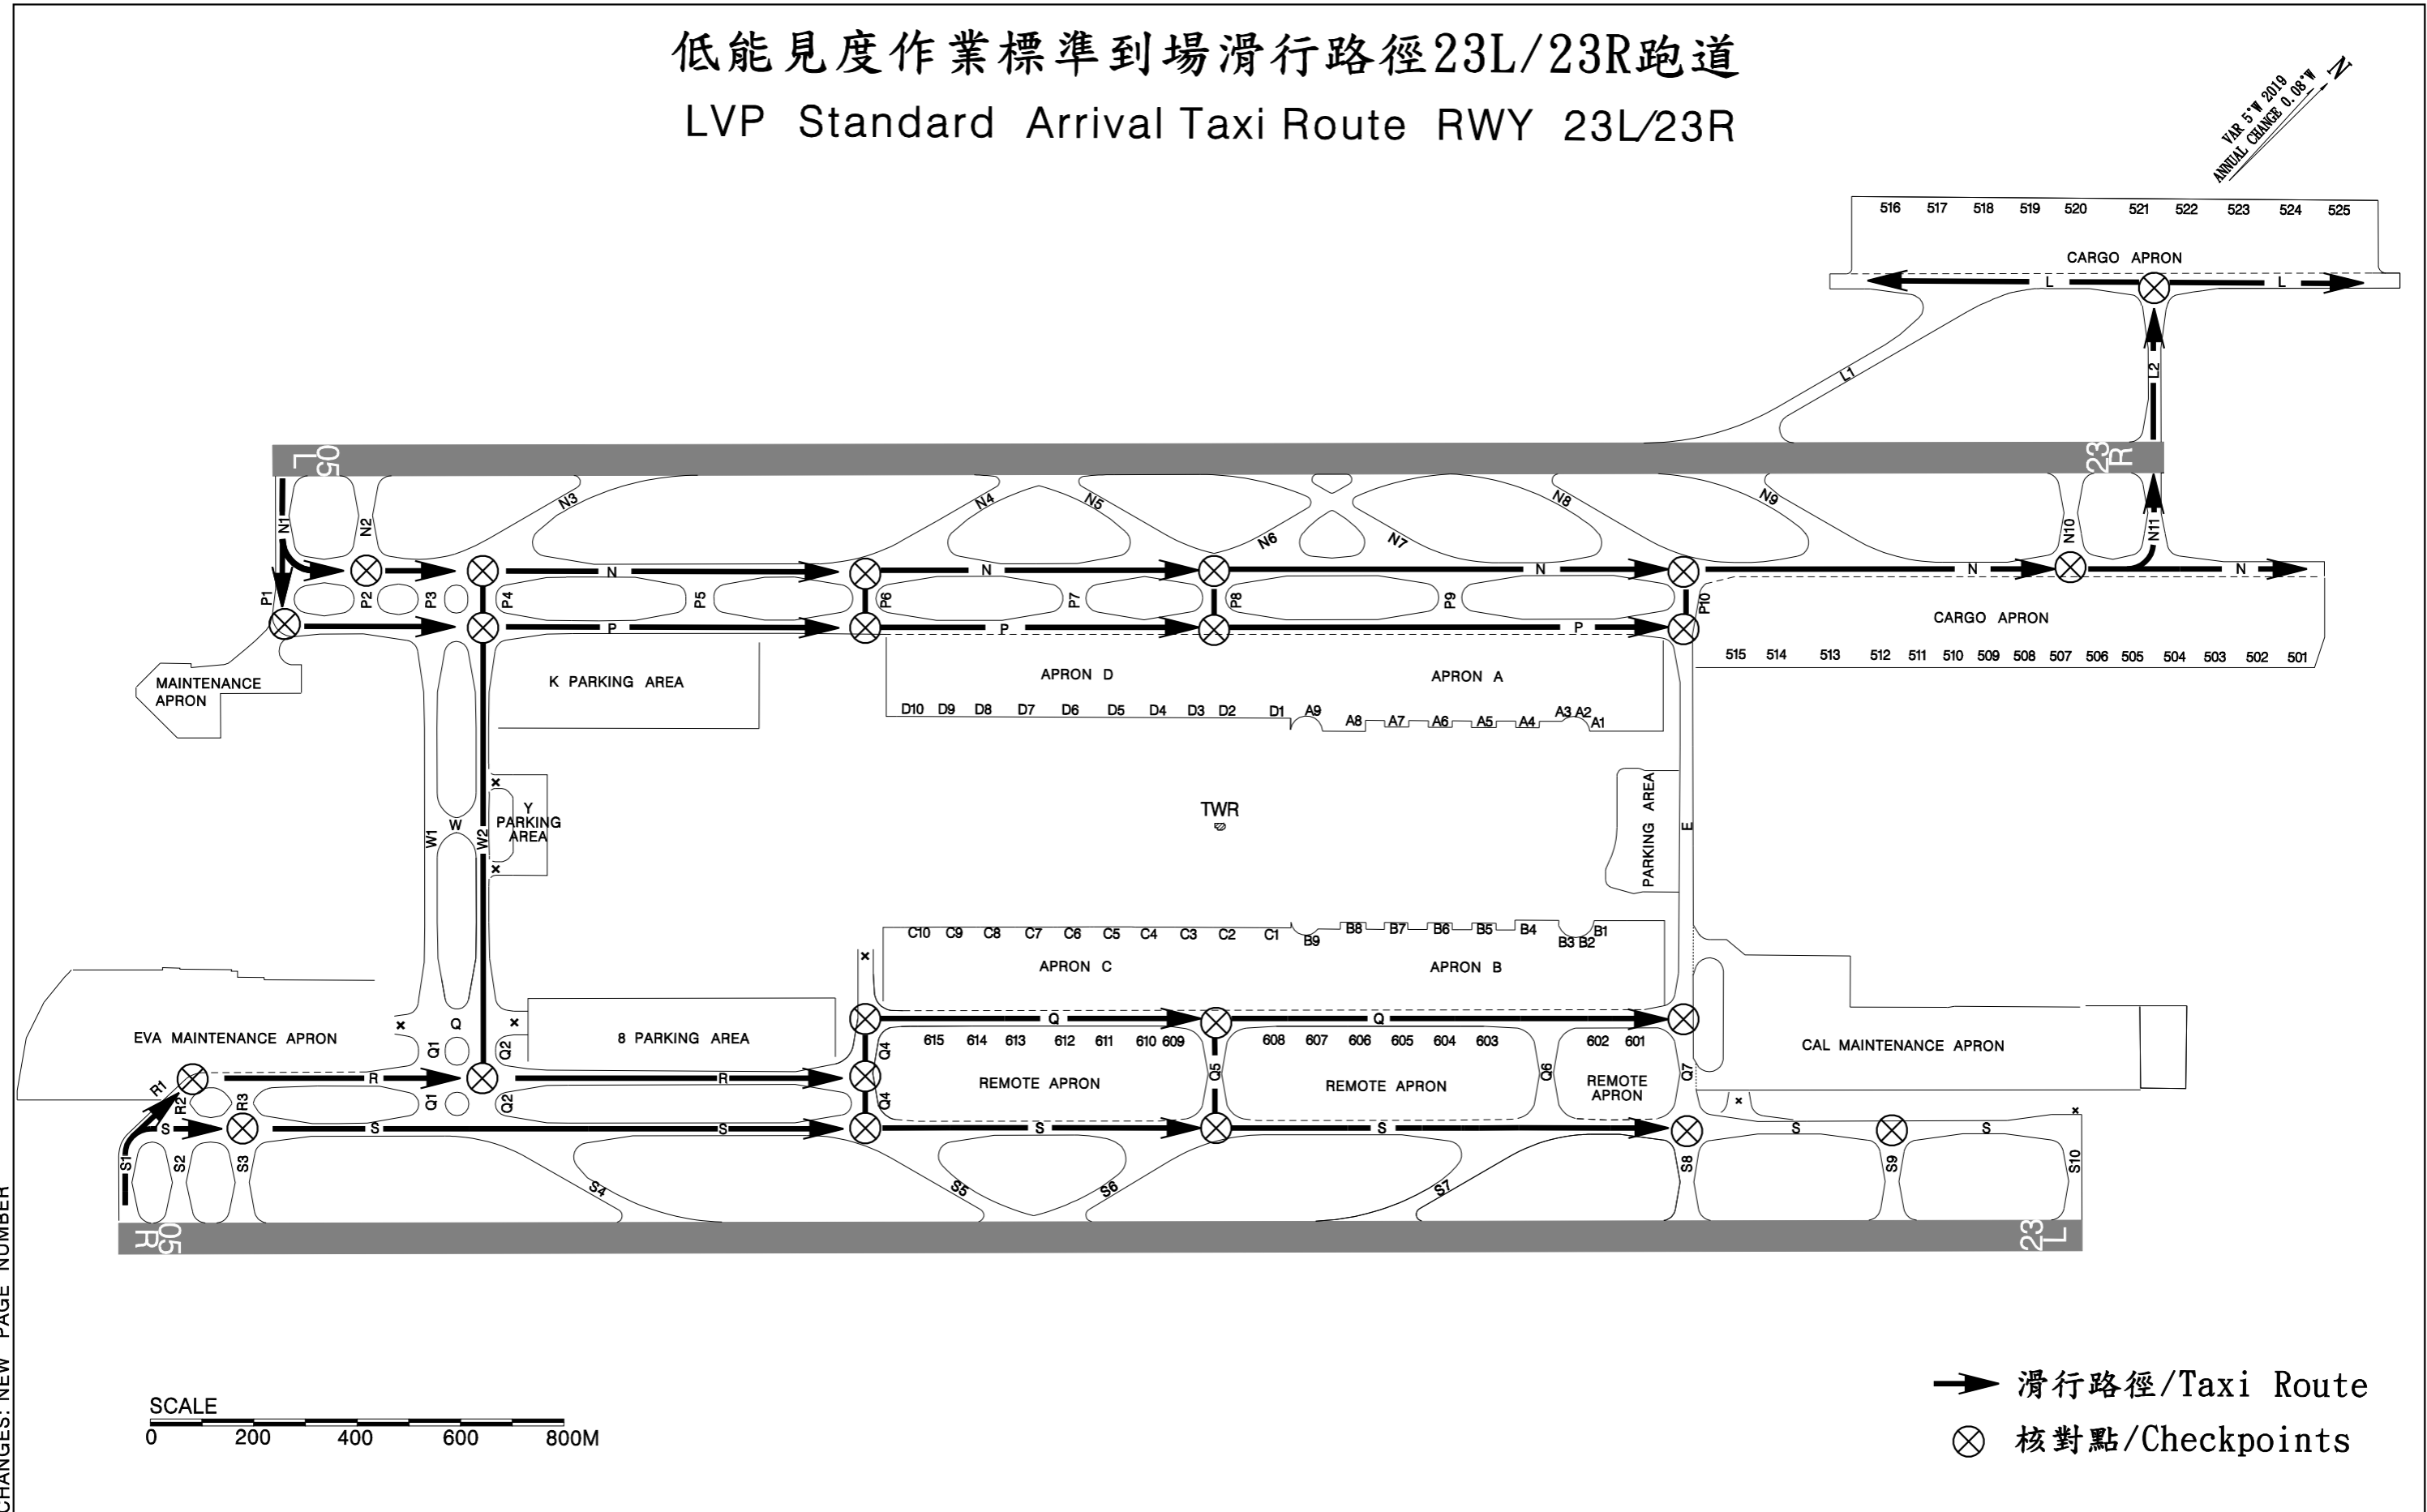 低能見度作業標準到場滑行路徑23L/23R跑道
LVP Standard Arrival Taxi Route RWY 23L/23R
VAR 5°W 2019
ANNUAL CHANGE 0.08°W
N
516 517 518 519 520 521 522 523 524 525
CARGO APRON
L L
L1 L2
05L 23R
N1 N2 N3 N4 N5 N6 N7 N8 N9 N10 N11
N N N N N
P1 P2 P3 P4 P5 P6 P7 P8 P9 P10
P P P
CARGO APRON
515 514 513 512 511 510 509 508 507 506 505 504 503 502 501
MAINTENANCE
APRON
K PARKING AREA
APRON D
APRON A
D10 D9 D8 D7 D6 D5 D4 D3 D2 D1 A9 A8 A7 A6 A5 A4 A3 A2 A1
Y
PARKING
AREA
W1 W W2
TWR
PARKING AREA
E
C10 C9 C8 C7 C6 C5 C4 C3 C2 C1 B9 B8 B7 B6 B5 B4 B3 B2 B1
APRON C
APRON B
EVA MAINTENANCE APRON
Q
8 PARKING AREA
Q Q
615 614 613 612 611 610 609 608 607 606 605 604 603 602 601
CAL MAINTENANCE APRON
Q1 Q2 Q4 Q5 Q6 Q7
REMOTE APRON
REMOTE APRON
REMOTE
APRON
R1 R2 R3
R R
Q1 Q2 Q4
S S S S S S S
S1 S2 S3 S4 S5 S6 S7 S8 S9 S10
05R 23L
SCALE
0 200 400 600 800M
滑行路徑/Taxi Route
核對點/Checkpoints
CHANGES: NEW PAGE NUMBER